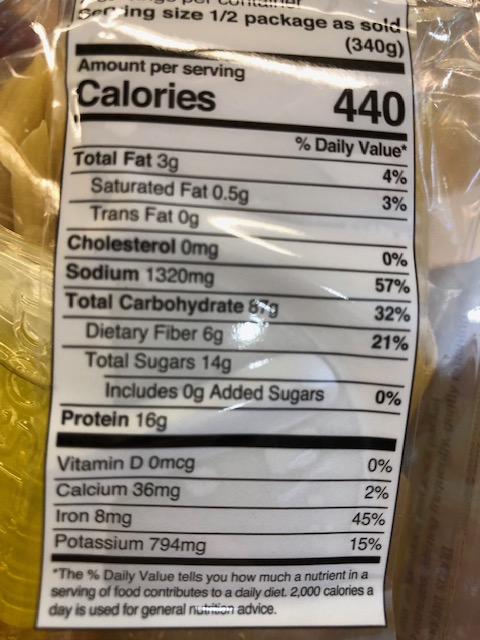 Serving size 1/2 package as sold
(340g)
Amount per serving
Calories 440
% Daily Value*
Total Fat 3g 4%
Saturated Fat 0.5g 3%
Trans Fat 0g
Cholesterol 0mg 0%
Sodium 1320mg 57%
Total Carbohydrate 87g 32%
Dietary Fiber 6g 21%
Total Sugars 14g
Includes 0g Added Sugars 0%
Protein 16g
Vitamin D 0mcg 0%
Calcium 36mg 2%
Iron 8mg 45%
Potassium 794mg 15%
*The % Daily Value tells you how much a nutrient in a
serving of food contributes to a daily diet. 2,000 calories a
day is used for general nutrition advice.